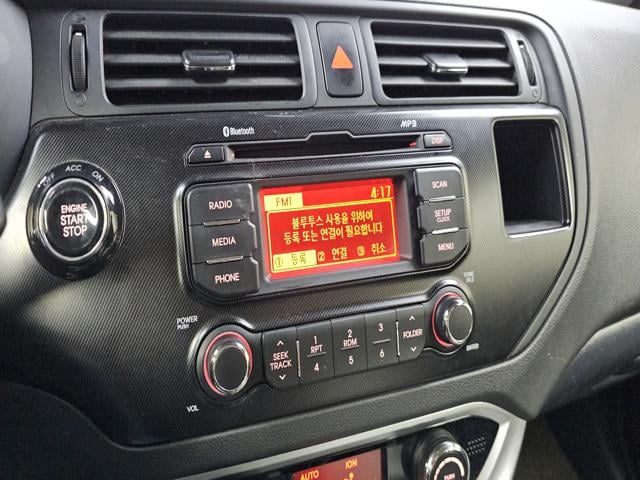 Bluetooth
MP3
DISP
OFF ACC ON
ENGINE
START
STOP
RADIO
MEDIA
PHONE
FM1 4:17
블루투스 사용을 위하여
등록 또는 연결이 필요합니다
① 등록 ② 연결 ③ 취소
SCAN
SETUP
CLOCK
MENU
POWER
PUSH
VOL
SEEK
TRACK
1
RPT
4
2
RDM
5
3
6
FOLDER
TUNE
FILE
ENTER
AUTO
ION
PUSH